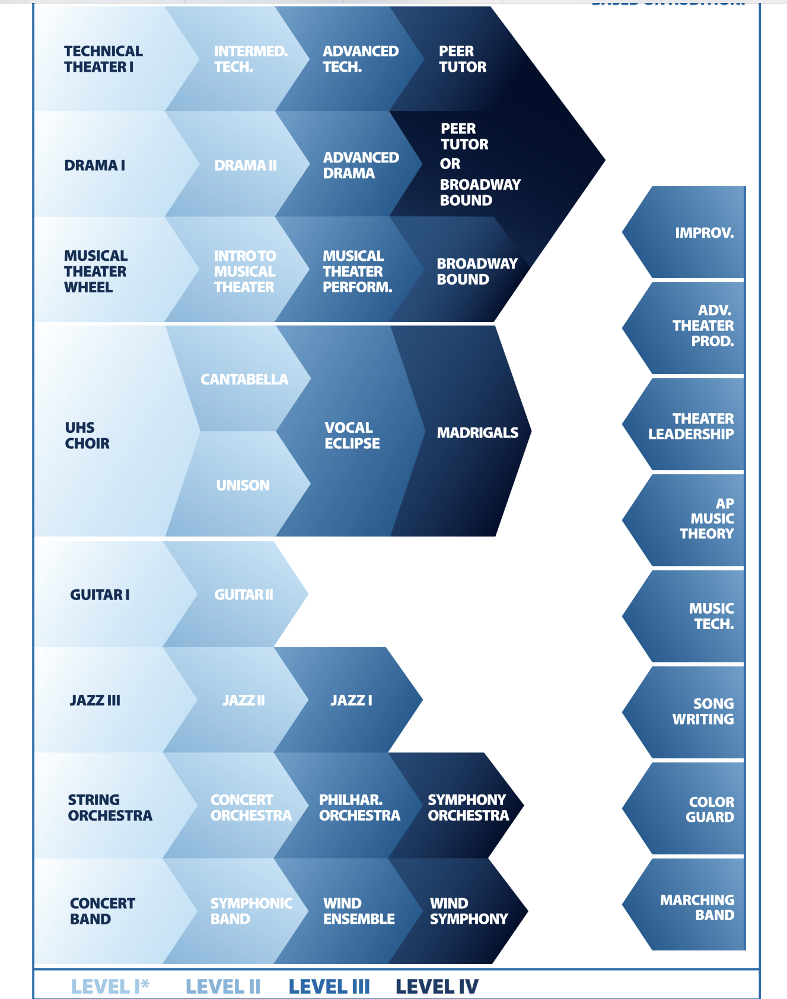 BASED ON AUDITION.
TECHNICAL
THEATER I
INTERMED.
TECH.
ADVANCED
TECH.
PEER
TUTOR
DRAMA I
DRAMA II
ADVANCED
DRAMA
PEER
TUTOR
OR
BROADWAY
BOUND
MUSICAL
THEATER
WHEEL
INTRO TO
MUSICAL
THEATER
MUSICAL
THEATER
PERFORM.
BROADWAY
BOUND
UHS
CHOIR
CANTABELLA
UNISON
VOCAL
ECLIPSE
MADRIGALS
GUITAR I
GUITAR II
JAZZ III
JAZZ II
JAZZ I
STRING
ORCHESTRA
CONCERT
ORCHESTRA
PHILHAR.
ORCHESTRA
SYMPHONY
ORCHESTRA
CONCERT
BAND
SYMPHONIC
BAND
WIND
ENSEMBLE
WIND
SYMPHONY
IMPROV.
ADV.
THEATER
PROD.
THEATER
LEADERSHIP
AP
MUSIC
THEORY
MUSIC
TECH.
SONG
WRITING
COLOR
GUARD
MARCHING
BAND
LEVEL I*
LEVEL II
LEVEL III
LEVEL IV